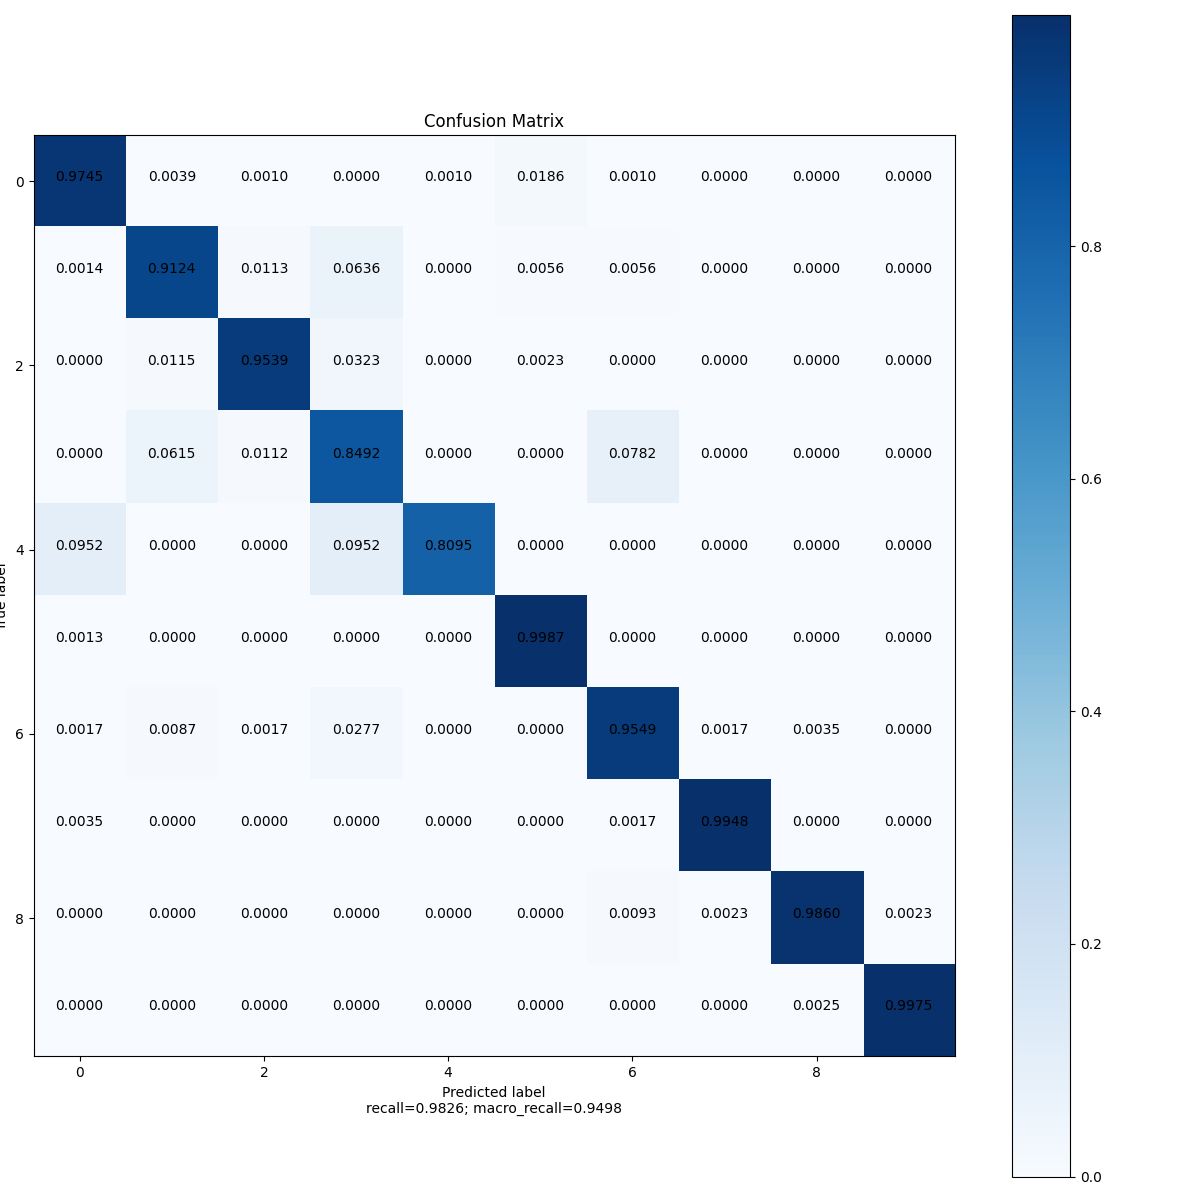 Confusion Matrix
0 0.9745 0.0039 0.0010 0.0000 0.0010 0.0186 0.0010 0.0000 0.0000 0.0000
0.0014 0.9124 0.0113 0.0636 0.0000 0.0056 0.0056 0.0000 0.0000 0.0000
2 0.0000 0.0115 0.9539 0.0323 0.0000 0.0023 0.0000 0.0000 0.0000 0.0000
0.0000 0.0615 0.0112 0.8492 0.0000 0.0000 0.0782 0.0000 0.0000 0.0000
4 0.0952 0.0000 0.0000 0.0952 0.8095 0.0000 0.0000 0.0000 0.0000 0.0000
0.0013 0.0000 0.0000 0.0000 0.0000 0.9987 0.0000 0.0000 0.0000 0.0000
6 0.0017 0.0087 0.0017 0.0277 0.0000 0.0000 0.9549 0.0017 0.0035 0.0000
0.0035 0.0000 0.0000 0.0000 0.0000 0.0000 0.0017 0.9948 0.0000 0.0000
8 0.0000 0.0000 0.0000 0.0000 0.0000 0.0000 0.0093 0.0023 0.9860 0.0023
0.0000 0.0000 0.0000 0.0000 0.0000 0.0000 0.0000 0.0000 0.0025 0.9975
0 2 4 6 8
Predicted label
recall=0.9826; macro_recall=0.9498
0.8
0.6
0.4
0.2
0.0